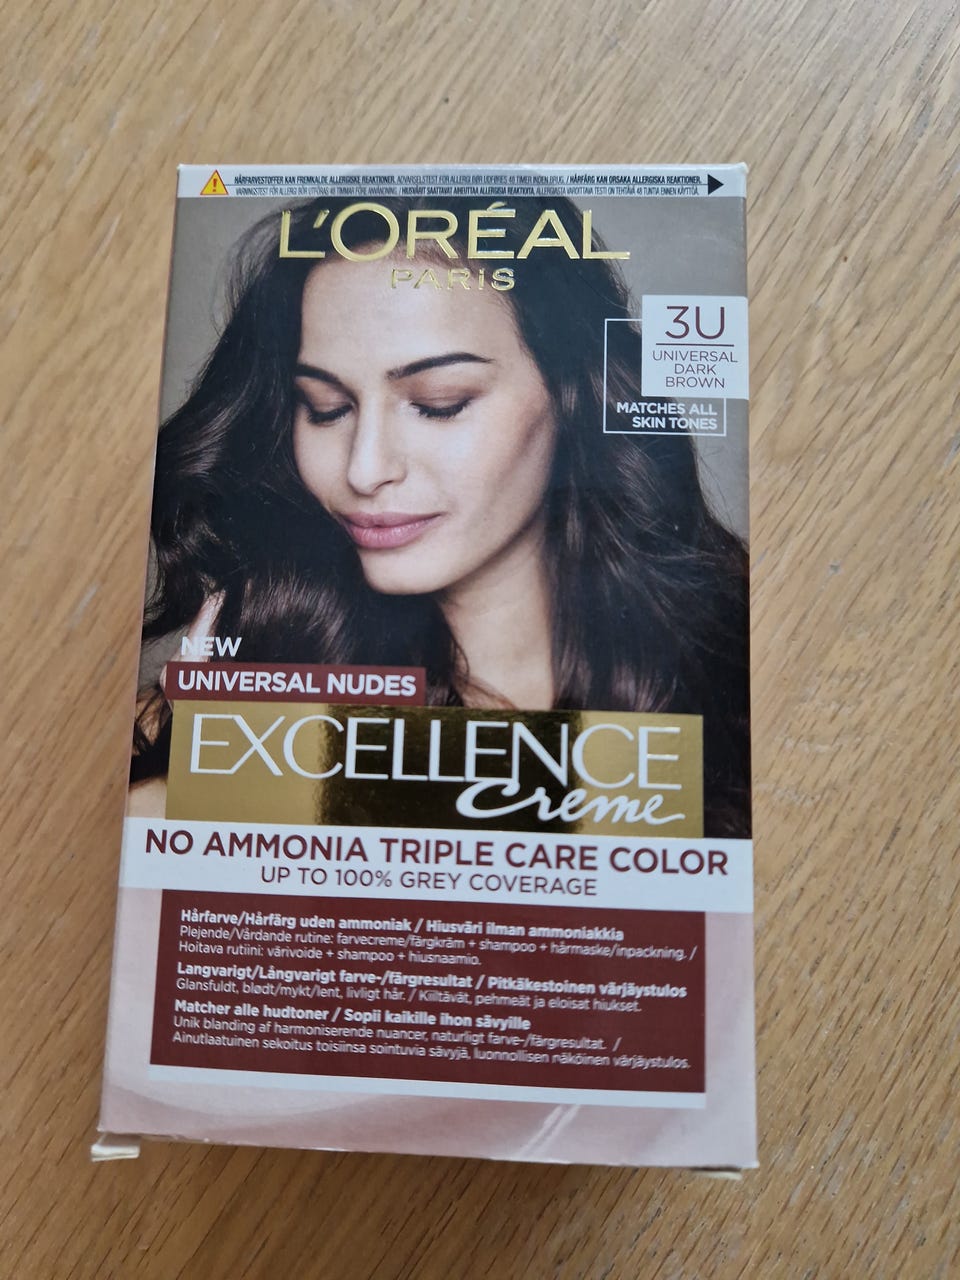 HÅRFARVESTOFFER KAN FREMKALDE ALLERGISKE REAKTIONER. ADVARSELSTEST FOR ALLERGI BØR UDFØRES 48 TIMER INDEN BRUG. / HÅRFÄRG KAN ORSAKA ALLERGISKA REAKTIONER.
VARNINGSTEST FÖR ALLERGI BÖR UTFÖRAS 48 TIMMAR FÖRE ANVÄNDNING. / HIUSVÄRIT SAATTAVAT AIHEUTTAA ALLERGISIA REAKTIOITA. ALLERGIASTA VAROITTAVA TESTI ON TEHTÄVÄ 48 TUNTIA ENNEN KÄYTTÖÄ.
L'ORÉAL
PARIS
3U
UNIVERSAL
DARK
BROWN
MATCHES ALL
SKIN TONES
NEW
UNIVERSAL NUDES
EXCELLENCE
Creme
NO AMMONIA TRIPLE CARE COLOR
UP TO 100% GREY COVERAGE
Hårfarve/Hårfärg uden ammoniak / Hiusväri ilman ammoniakkia
Plejende/Vårdande rutine: farvecreme/färgkräm + shampoo + hårmaske/inpackning. /
Hoitava rutiini: värivoide + shampoo + hiusnaamio.
Langvarigt/Långvarigt farve-/färgresultat / Pitkäkestoinen värjäystulos
Glansfuldt, blødt/mykt/lent, livligt hår. / Kiiltävät, pehmeät ja eloisat hiukset.
Matcher alle hudtoner / Sopii kaikille ihon sävyille
Unik blanding af harmoniserende nuancer, naturligt farve-/färgresultat. /
Ainutlaatuinen sekoitus toisiinsa sointuvia sävyjä, luonnollisen näköinen värjäystulos.